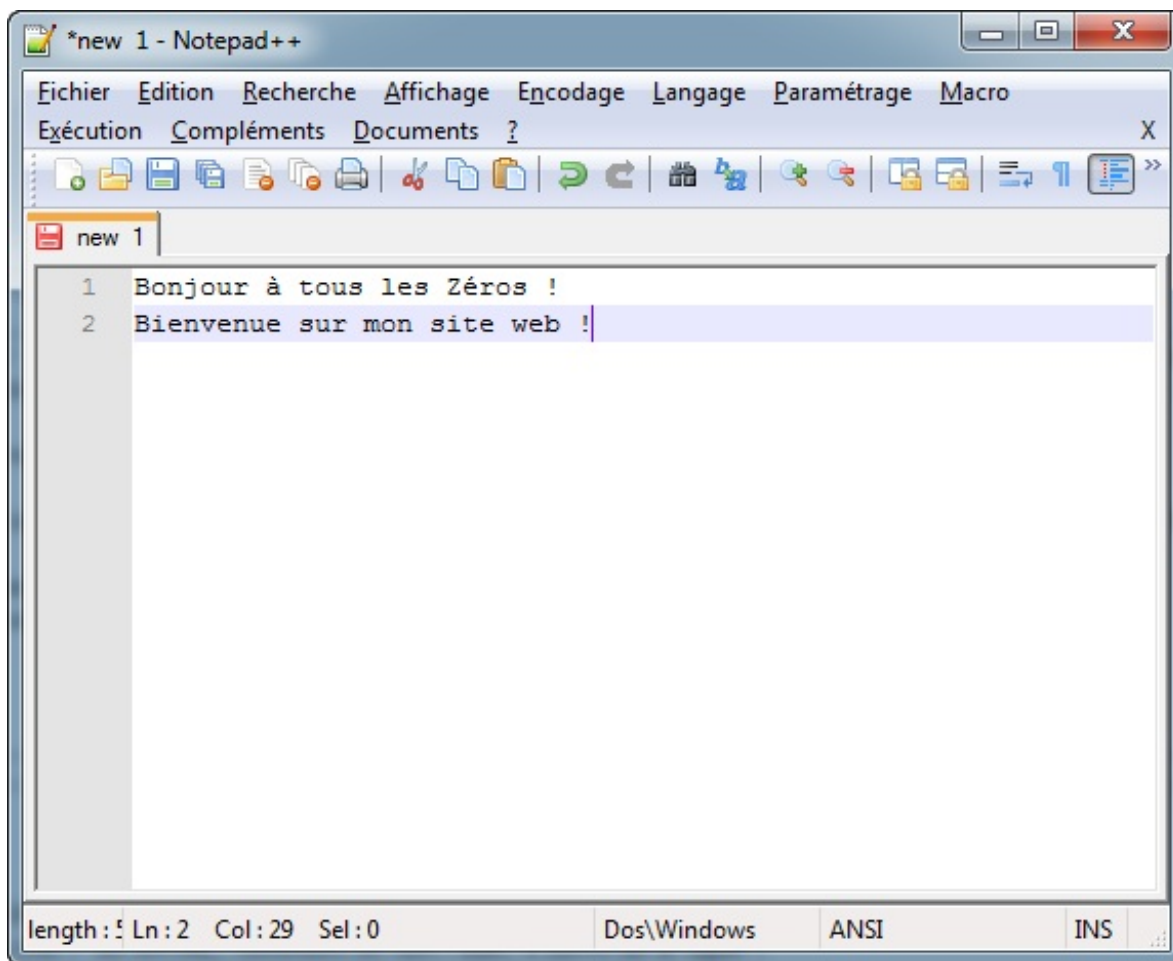 *new 1 - Notepad++
Fichier Edition Recherche Affichage Encodage Langage Paramétrage Macro
Exécution Compléments Documents ? X
new 1
1 Bonjour à tous les Zéros !
2 Bienvenue sur mon site web !
length : Ln : 2 Col : 29 Sel : 0 Dos\Windows ANSI INS